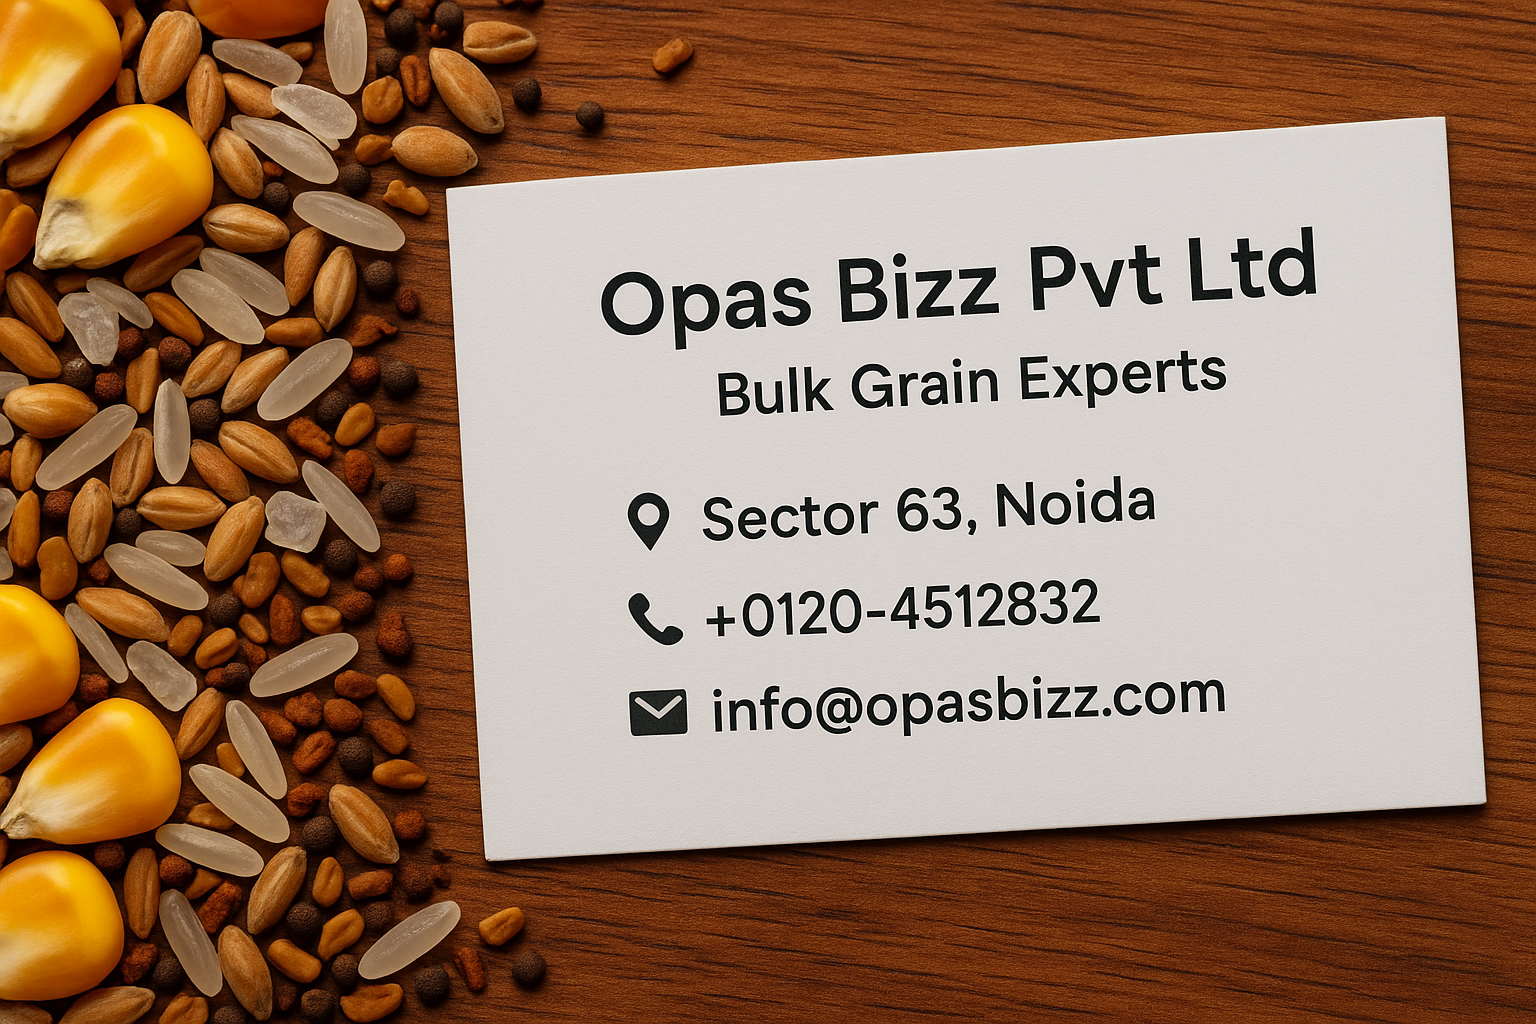 Opas Bizz Pvt Ltd
Bulk Grain Experts
Sector 63, Noida
+0120-4512832
info@opasbizz.com